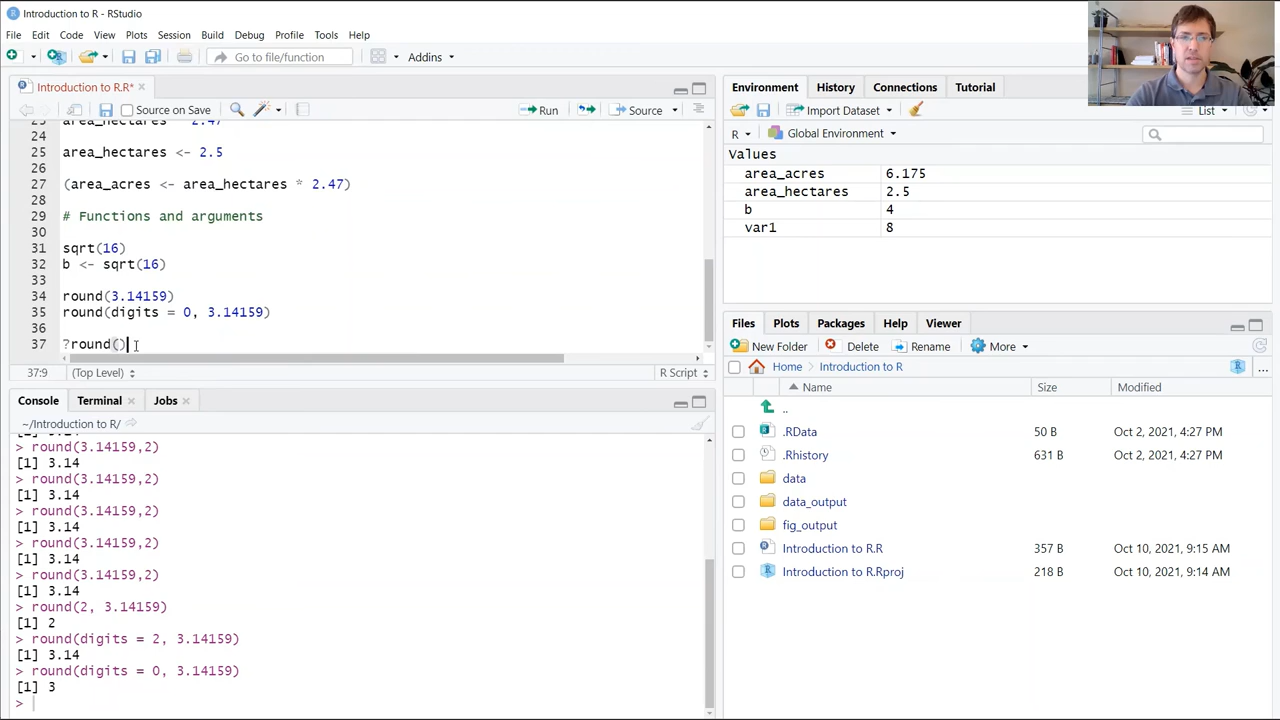 Introduction to R - RStudio
File Edit Code View Plots Session Build Debug Profile Tools Help
Go to file/function Addins
Introduction to R.R*
Source on Save Run Source
23 area_hectares 2.47
24
25 area_hectares <- 2.5
26
27 (area_acres <- area_hectares * 2.47)
28
29 # Functions and arguments
30
31 sqrt(16)
32 b <- sqrt(16)
33
34 round(3.14159)
35 round(digits = 0, 3.14159)
36
37 ?round()
37:9 (Top Level) R Script
Console Terminal Jobs
~/Introduction to R/
[1] 3.14
> round(3.14159,2)
[1] 3.14
> round(3.14159,2)
[1] 3.14
> round(3.14159,2)
[1] 3.14
> round(3.14159,2)
[1] 3.14
> round(3.14159,2)
[1] 3.14
> round(2, 3.14159)
[1] 2
> round(digits = 2, 3.14159)
[1] 3.14
> round(digits = 0, 3.14159)
[1] 3
>
Environment History Connections Tutorial
Import Dataset List
R Global Environment
Values
area_acres 6.175
area_hectares 2.5
b 4
var1 8
Files Plots Packages Help Viewer
New Folder Delete Rename More
Home Introduction to R ...
Name Size Modified
..
.RData 50 B Oct 2, 2021, 4:27 PM
.Rhistory 631 B Oct 2, 2021, 4:27 PM
data
data_output
fig_output
Introduction to R.R 357 B Oct 10, 2021, 9:15 AM
Introduction to R.Rproj 218 B Oct 10, 2021, 9:14 AM